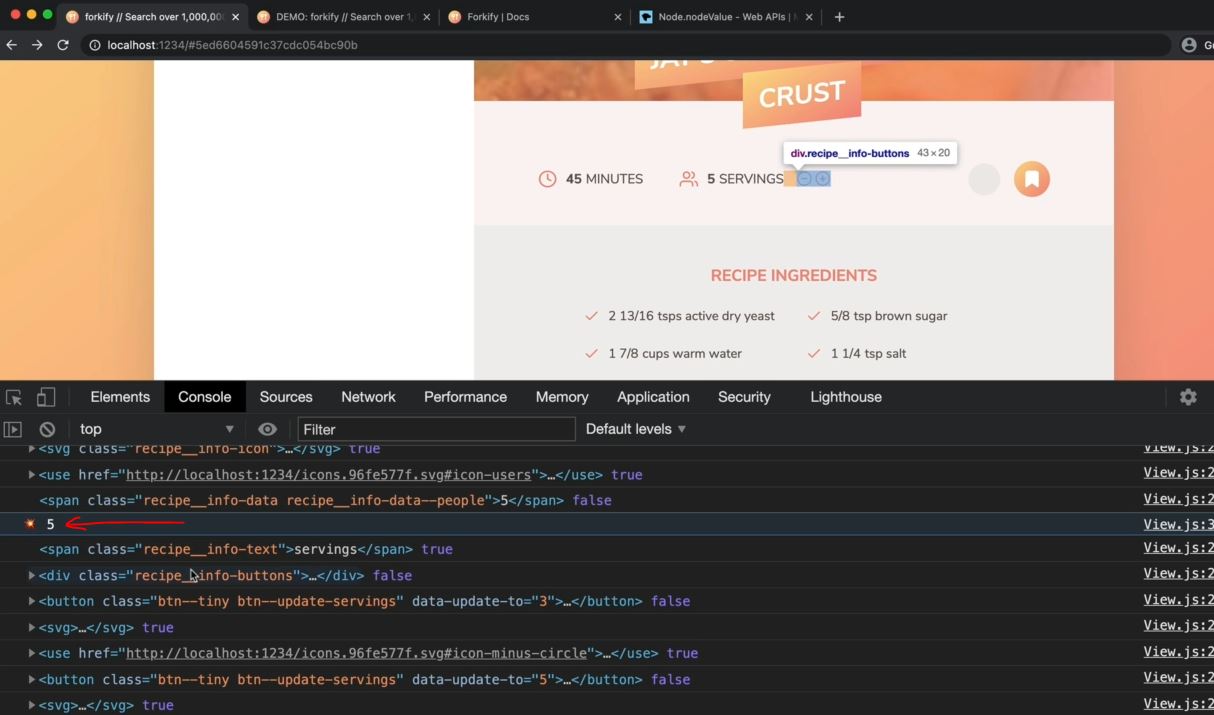 forkify // Search over 1,000,00
DEMO: forkify // Search over 1,
Forkify | Docs
Node.nodeValue - Web APIs |
localhost:1234/#5ed6604591c37cdc054bc90b
CRUST
div.recipe__info-buttons 43×20
45 MINUTES 5 SERVINGS
RECIPE INGREDIENTS
2 13/16 tsps active dry yeast 5/8 tsp brown sugar
1 7/8 cups warm water 1 1/4 tsp salt
Elements Console Sources Network Performance Memory Application Security Lighthouse
top Filter Default levels
<svg class="recipe__info-icon">…</svg> true View.js:2
<use href="http://localhost:1234/icons.96fe577f.svg#icon-users">…</use> true View.js:2
<span class="recipe__info-data recipe__info-data--people">5</span> false View.js:2
💥 5 View.js:3
<span class="recipe__info-text">servings</span> true View.js:2
<div class="recipe__info-buttons">…</div> false View.js:2
<button class="btn--tiny btn--update-servings" data-update-to="3">…</button> false View.js:2
<svg>…</svg> true View.js:2
<use href="http://localhost:1234/icons.96fe577f.svg#icon-minus-circle">…</use> true View.js:2
<button class="btn--tiny btn--update-servings" data-update-to="5">…</button> false View.js:2
<svg>…</svg> true View.js:2